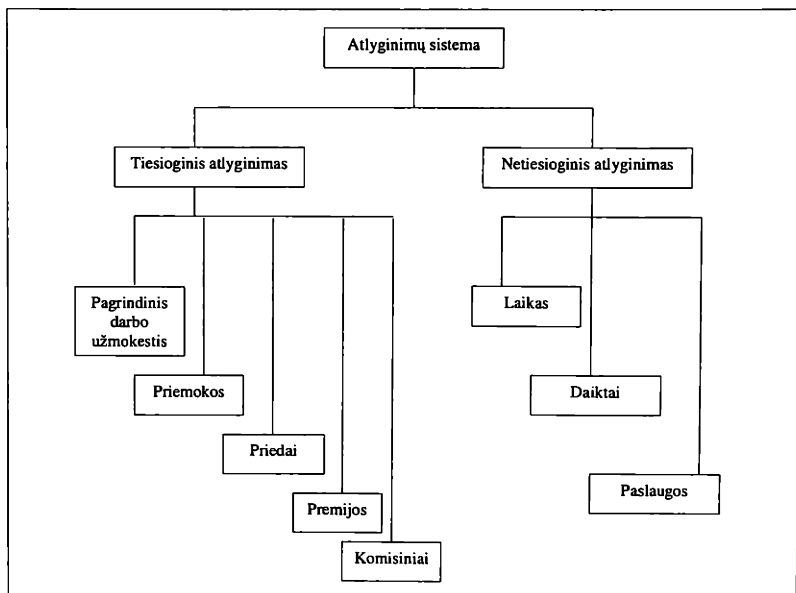 Atlyginimų sistema
Tiesioginis atlyginimas
Netiesioginis atlyginimas
Pagrindinis
darbo
užmokestis
Laikas
Priemokos
Daiktai
Priedai
Paslaugos
Premijos
Komisiniai